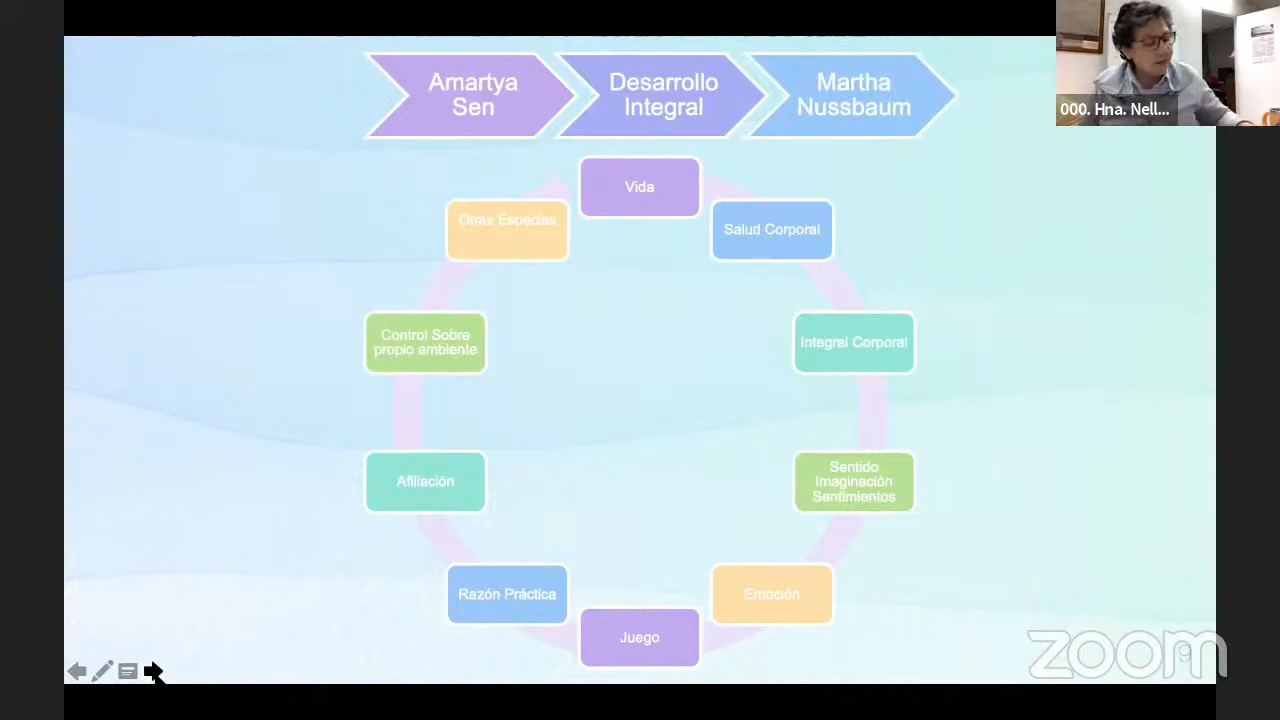 Amartya
Sen
Desarrollo
Integral
Martha
Nussbaum
000. Hna. Nell...
Vida
Salud Corporal
Integral Corporal
Sentido
Imaginación
Sentimientos
Emoción
Juego
Razón Práctica
Afiliación
Control Sobre
propio ambiente
Otras Especies
zoom
9